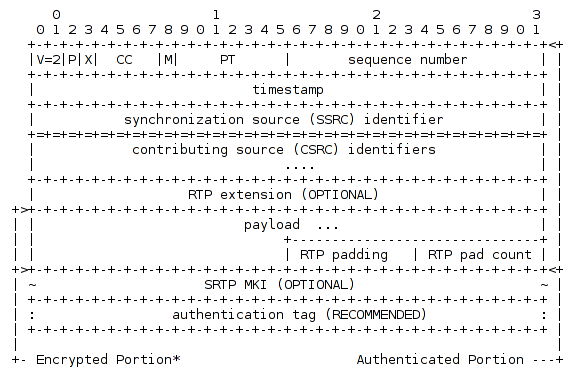 0                   1                   2                   3
  0 1 2 3 4 5 6 7 8 9 0 1 2 3 4 5 6 7 8 9 0 1 2 3 4 5 6 7 8 9 0 1
  +-+-+-+-+-+-+-+-+-+-+-+-+-+-+-+-+-+-+-+-+-+-+-+-+-+-+-+-+-+-+-+-+<+
  |V=2|P|X|  CC   |M|     PT      |       sequence number         | |
  +-+-+-+-+-+-+-+-+-+-+-+-+-+-+-+-+-+-+-+-+-+-+-+-+-+-+-+-+-+-+-+-+ |
  |                           timestamp                           | |
  +-+-+-+-+-+-+-+-+-+-+-+-+-+-+-+-+-+-+-+-+-+-+-+-+-+-+-+-+-+-+-+-+ |
  |           synchronization source (SSRC) identifier            | |
  +=+=+=+=+=+=+=+=+=+=+=+=+=+=+=+=+=+=+=+=+=+=+=+=+=+=+=+=+=+=+=+=+ |
  |            contributing source (CSRC) identifiers             | |
  |                               ....                            | |
  +-+-+-+-+-+-+-+-+-+-+-+-+-+-+-+-+-+-+-+-+-+-+-+-+-+-+-+-+-+-+-+-+ |
  |                   RTP extension (OPTIONAL)                    | |
+>+-+-+-+-+-+-+-+-+-+-+-+-+-+-+-+-+-+-+-+-+-+-+-+-+-+-+-+-+-+-+-+-+ |
| |                          payload  ...                         | |
| |                               +-------------------------------+ |
| |                               | RTP padding   | RTP pad count | |
+>+-+-+-+-+-+-+-+-+-+-+-+-+-+-+-+-+-+-+-+-+-+-+-+-+-+-+-+-+-+-+-+-+<+
| ~                     SRTP MKI (OPTIONAL)                       ~ |
| +-+-+-+-+-+-+-+-+-+-+-+-+-+-+-+-+-+-+-+-+-+-+-+-+-+-+-+-+-+-+-+-+ |
| :                 authentication tag (RECOMMENDED)              : |
| +-+-+-+-+-+-+-+-+-+-+-+-+-+-+-+-+-+-+-+-+-+-+-+-+-+-+-+-+-+-+-+-+ |
|                                                                   |
+- Encrypted Portion*                      Authenticated Portion ---+